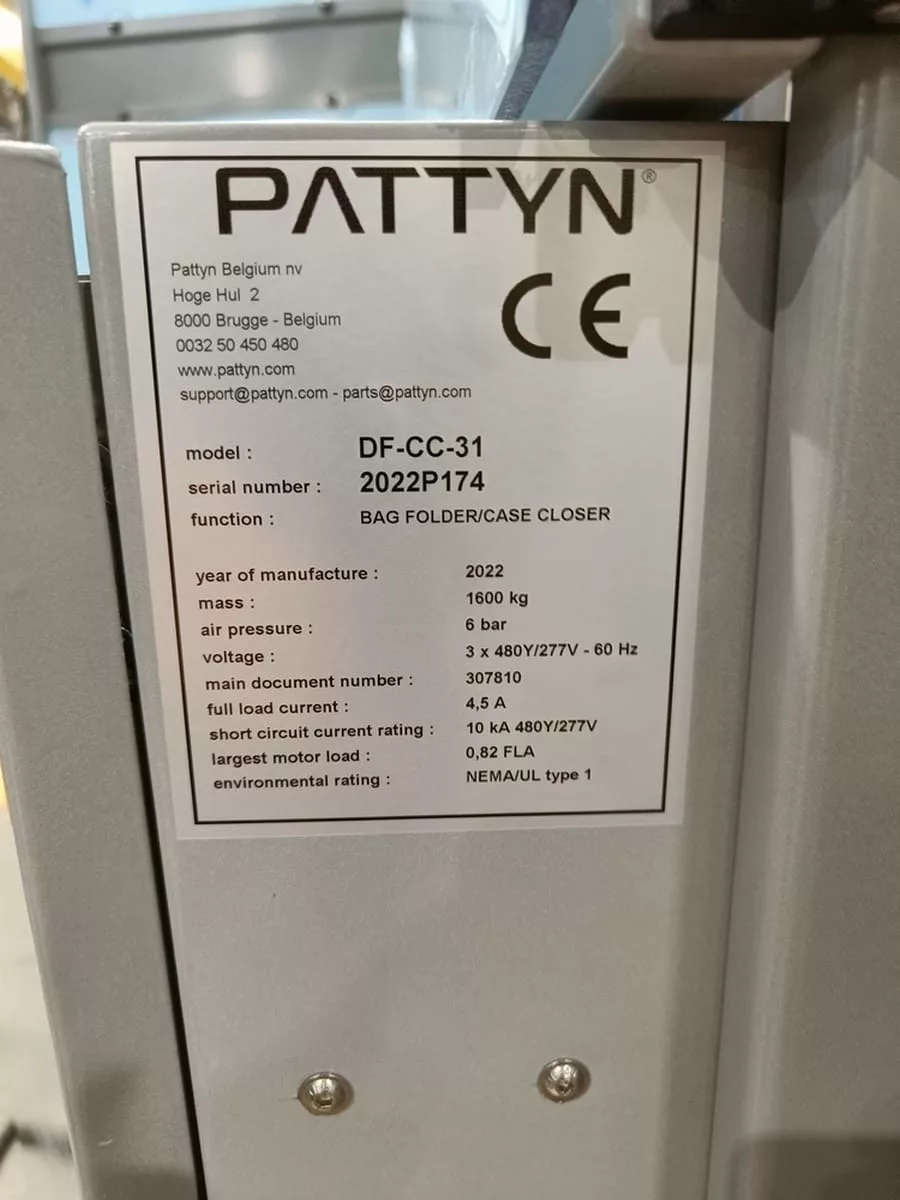 PATTYN®
Pattyn Belgium nv
Hoge Hul 2
8000 Brugge - Belgium
0032 50 450 480
www.pattyn.com
support@pattyn.com - parts@pattyn.com
CE
model : DF-CC-31
serial number : 2022P174
function : BAG FOLDER/CASE CLOSER
year of manufacture : 2022
mass : 1600 kg
air pressure : 6 bar
voltage : 3 x 480Y/277V - 60 Hz
main document number : 307810
full load current : 4,5 A
short circuit current rating : 10 kA 480Y/277V
largest motor load : 0,82 FLA
environmental rating : NEMA/UL type 1